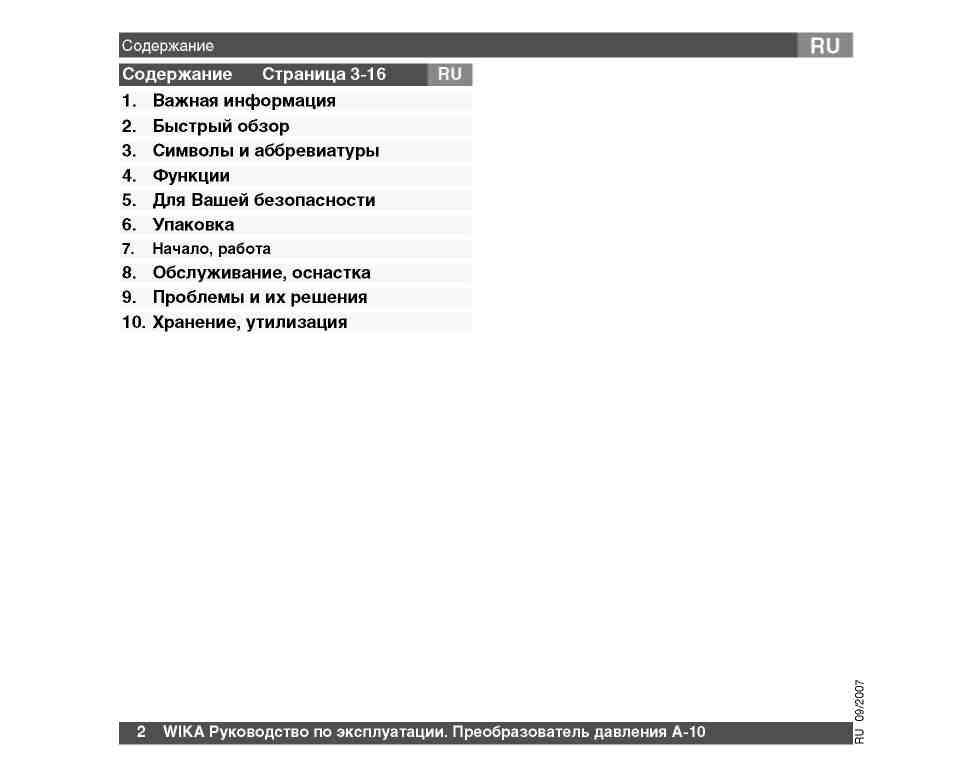 Содержание RU
Содержание Страница 3-16 RU
1. Важная информация
2. Быстрый обзор
3. Символы и аббревиатуры
4. Функции
5. Для Вашей безопасности
6. Упаковка
7. Начало, работа
8. Обслуживание, оснастка
9. Проблемы и их решения
10. Хранение, утилизация
RU 09/2007
2 WIKA Руководство по эксплуатации. Преобразователь давления A-10